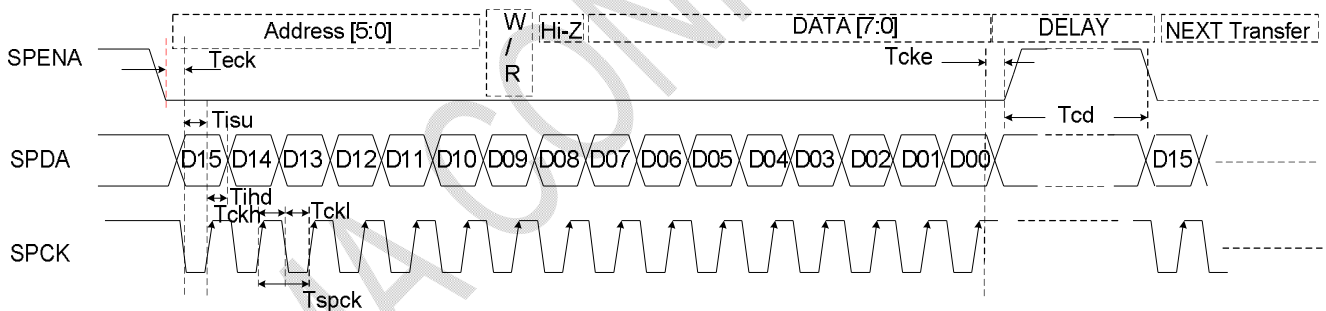 Address [5:0] W / R Hi-Z DATA [7:0] DELAY NEXT Transfer
SPENA Teck Tcke Tcd
Tisu
SPDA D15 D14 D13 D12 D11 D10 D09 D08 D07 D06 D05 D04 D03 D02 D01 D00 D15
Tihd
Tckh Tckl
SPCK
Tspck